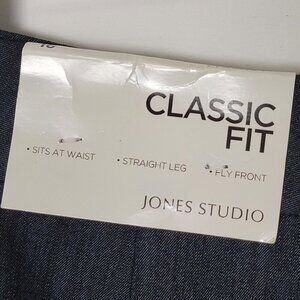 CLASSIC
FIT
• SITS AT WAIST
• STRAIGHT LEG
• FLY FRONT
JONES STUDIO